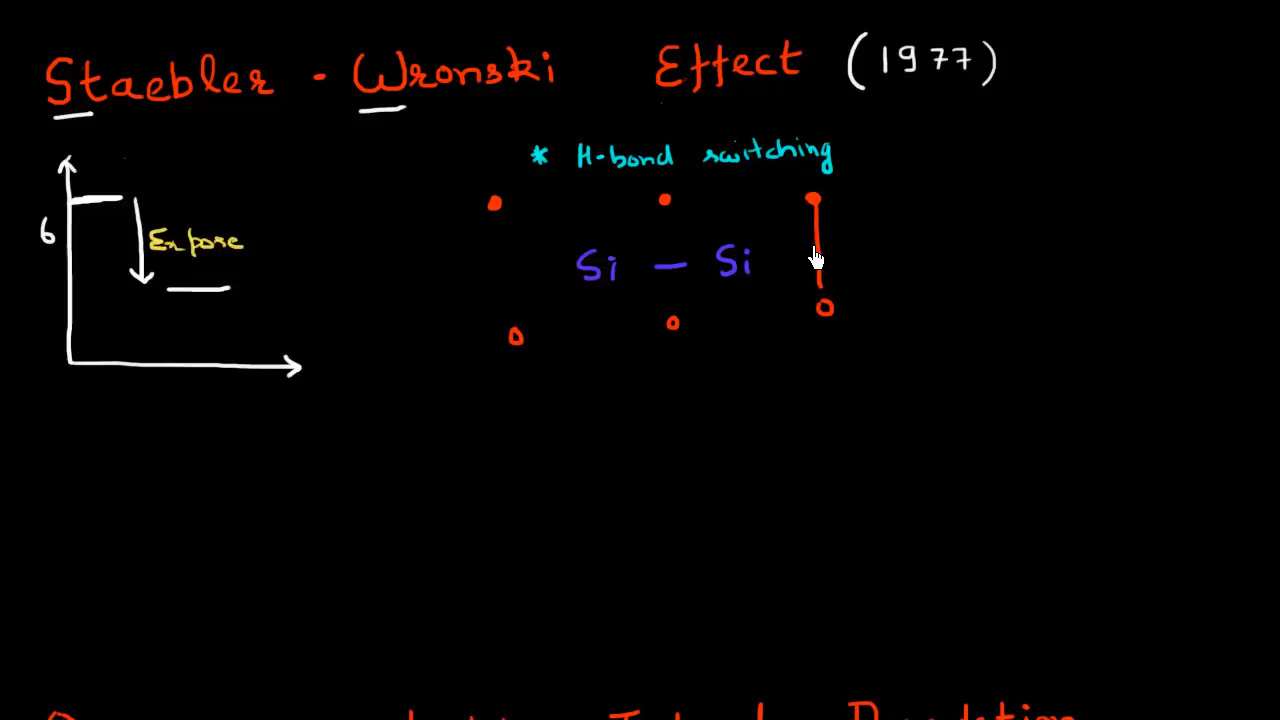 Staebler - Wronski Effect (1977)
* H-bond switching
6
Expose
Si - Si